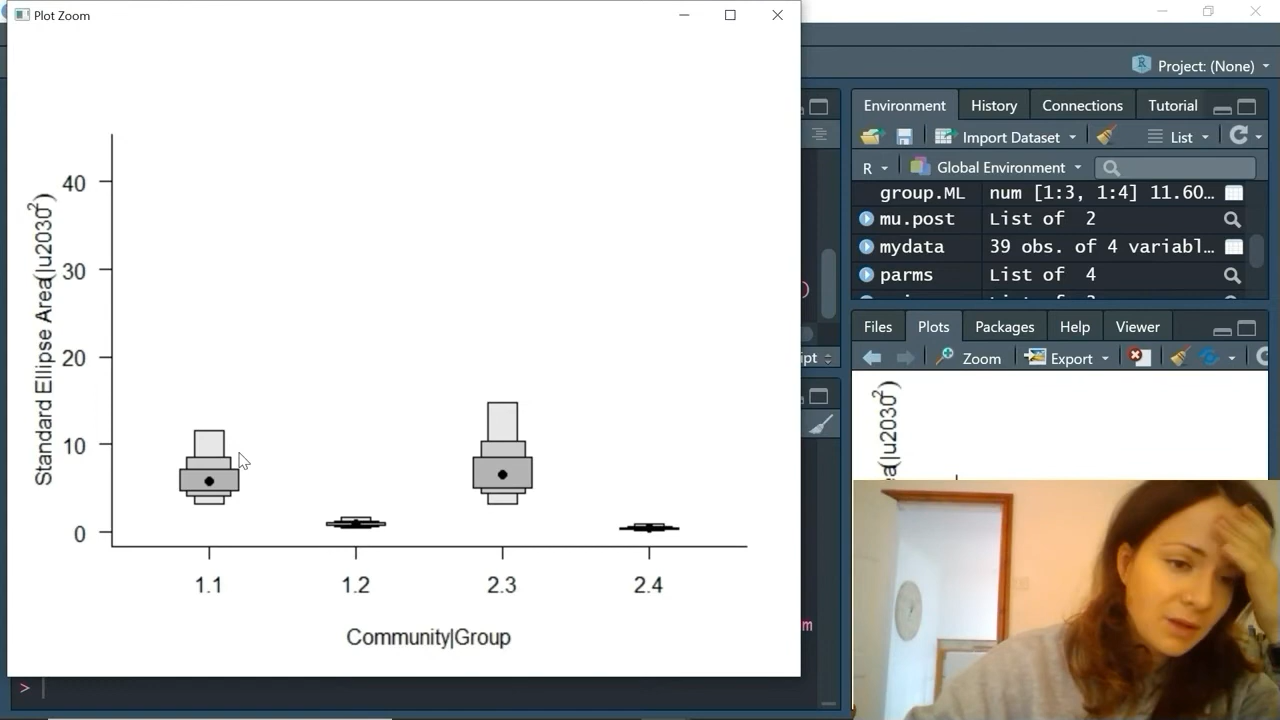 Plot Zoom
Project: (None)
Environment History Connections Tutorial
Import Dataset List
R Global Environment
group.ML num [1:3, 1:4] 11.60…
mu.post List of 2
mydata 39 obs. of 4 variabl…
parms List of 4
Files Plots Packages Help Viewer
Zoom Export
40
30
20
10
0
Standard Ellipse Area(|u2030²)
1.1 1.2 2.3 2.4
Community|Group
>